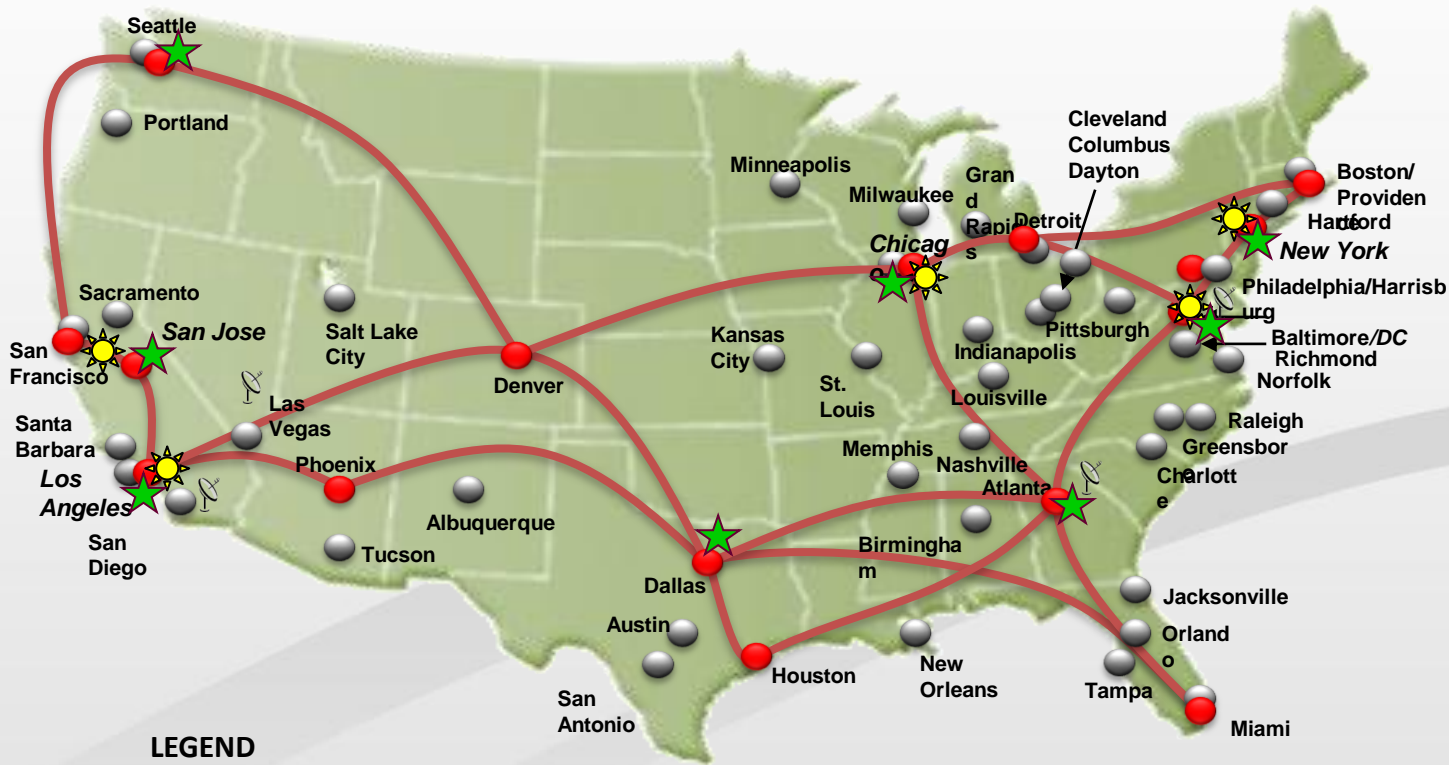 Seattle
Portland
Cleveland
Columbus
Dayton
Minneapolis
Milwaukee
Gran
d
Rapid
s
Detroit
Boston/
Providen
ce
Hartford
New York
Chicag
o
Sacramento
San Jose
San
Francisco
Salt Lake
City
Denver
Kansas
City
St.
Louis
Indianapolis
Louisville
Pittsburgh
Philadelphia/Harrisb
urg
Baltimore/DC
Richmond
Norfolk
Las
Vegas
Santa
Barbara
Los
Angeles
San
Diego
Phoenix
Tucson
Albuquerque
Memphis
Nashville
Atlanta
Raleigh
Greensbor
o
Charlott
e
Birmingha
m
Dallas
Austin
San
Antonio
Houston
New
Orleans
Jacksonville
Orland
o
Tampa
Miami
LEGEND